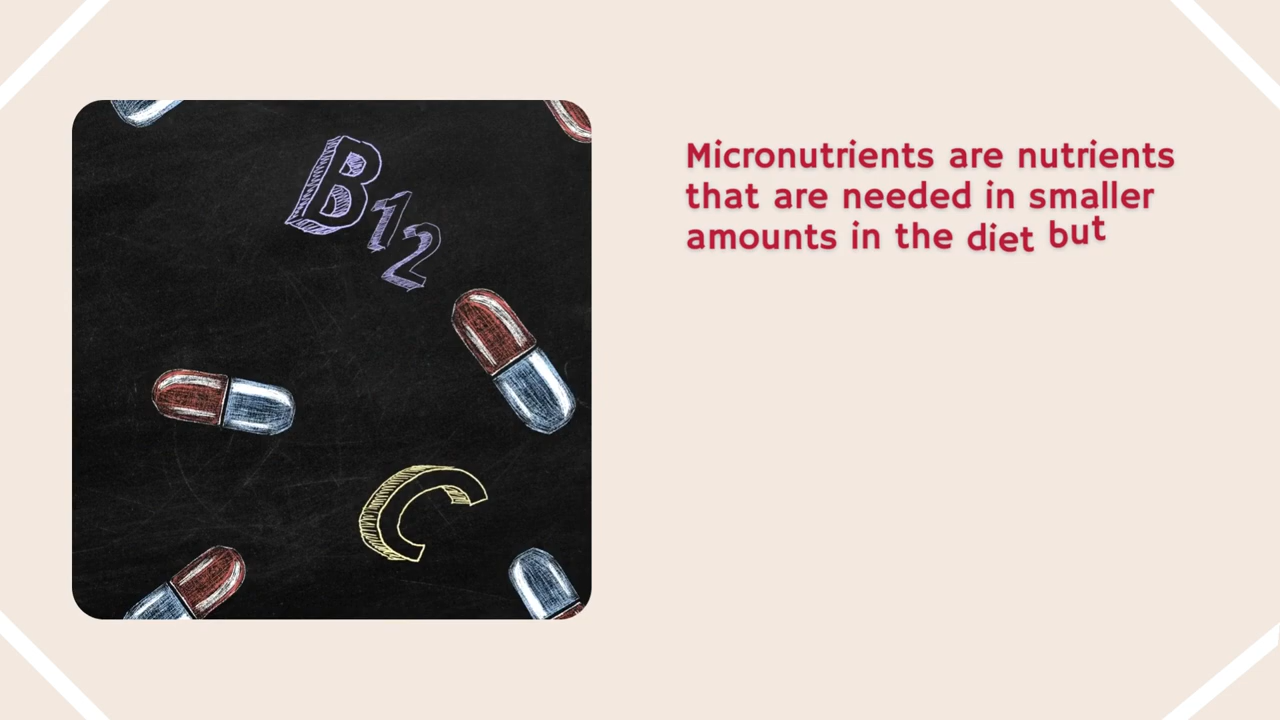 B12
C
Micronutrients are nutrients
that are needed in smaller
amounts in the diet but